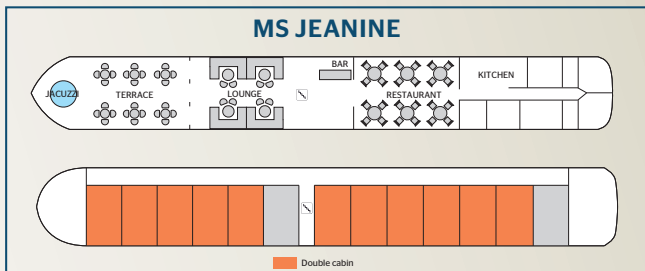 MS JEANINE
BAR
KITCHEN
JACUZZI
TERRACE
LOUNGE
RESTAURANT
Double cabin